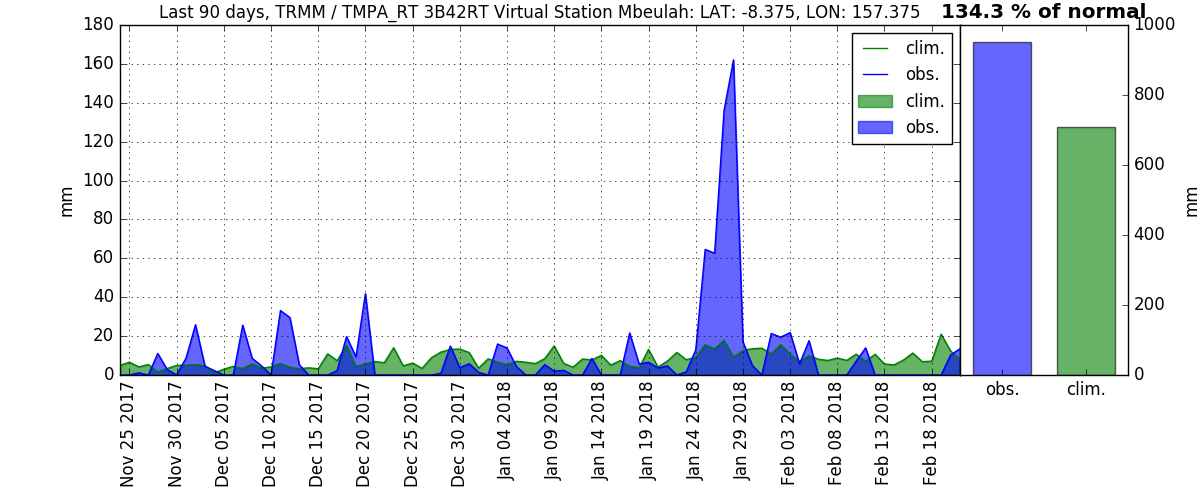 Last 90 days, TRMM / TMPA_RT 3B42RT Virtual Station Mbeulah: LAT: -8.375, LON: 157.375
134.3 % of normal
180
160
140
120
100
80
60
40
20
0
mm
clim.
obs.
clim.
obs.
1000
800
600
400
200
0
mm
obs.
clim.
Nov 25 2017
Nov 30 2017
Dec 05 2017
Dec 10 2017
Dec 15 2017
Dec 20 2017
Dec 25 2017
Dec 30 2017
Jan 04 2018
Jan 09 2018
Jan 14 2018
Jan 19 2018
Jan 24 2018
Jan 29 2018
Feb 03 2018
Feb 08 2018
Feb 13 2018
Feb 18 2018